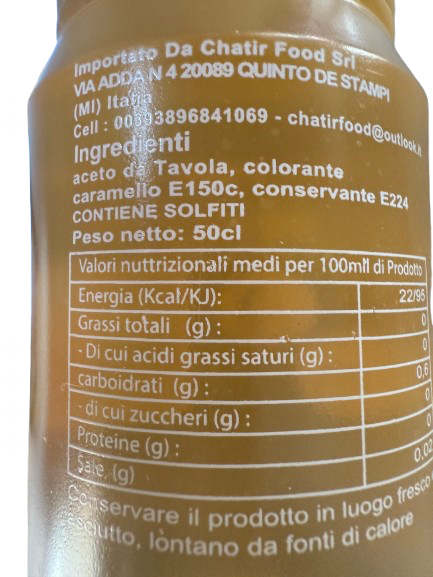 Importato Da Chatir Food Srl
VIA ADDA N 4 20089 QUINTO DE STAMPI
(MI) Italia
Cell : 00393896841069 - chatirfood@outlook.it
Ingredienti
aceto da Tavola, colorante
caramello E150c, conservante E224
CONTIENE SOLFITI
Peso netto: 50cl
Valori nuttrizionali medi per 100mll di Prodotto
Energia (Kcal/KJ): 22/95
Grassi totali (g) : 0
- Di cui acidi grassi saturi (g) : 0
carboidrati (g) : 0,6
- di cui zuccheri (g) : 0
Proteine (g) : 0
Sale (g) 0,02
Conservare il prodotto in luogo fresco
asciutto, lontano da fonti di calore